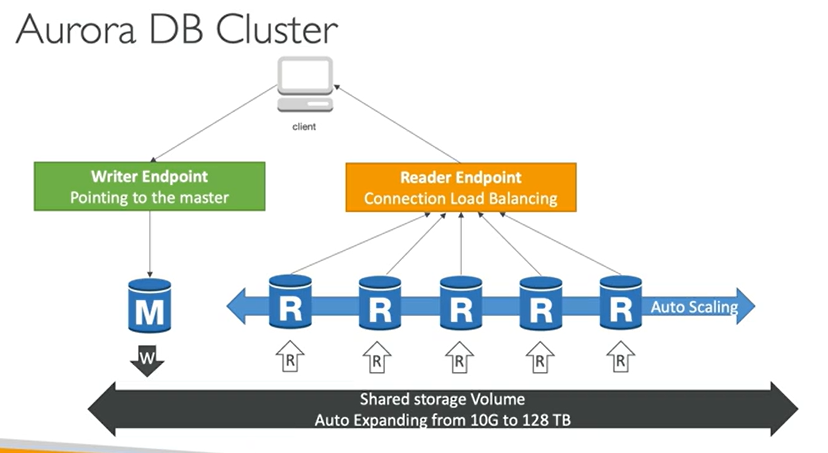 Aurora DB Cluster
client
Writer Endpoint
Pointing to the master
Reader Endpoint
Connection Load Balancing
M
R
R
R
R
R
Auto Scaling
W
R
R
R
R
R
Shared storage Volume
Auto Expanding from 10G to 128 TB